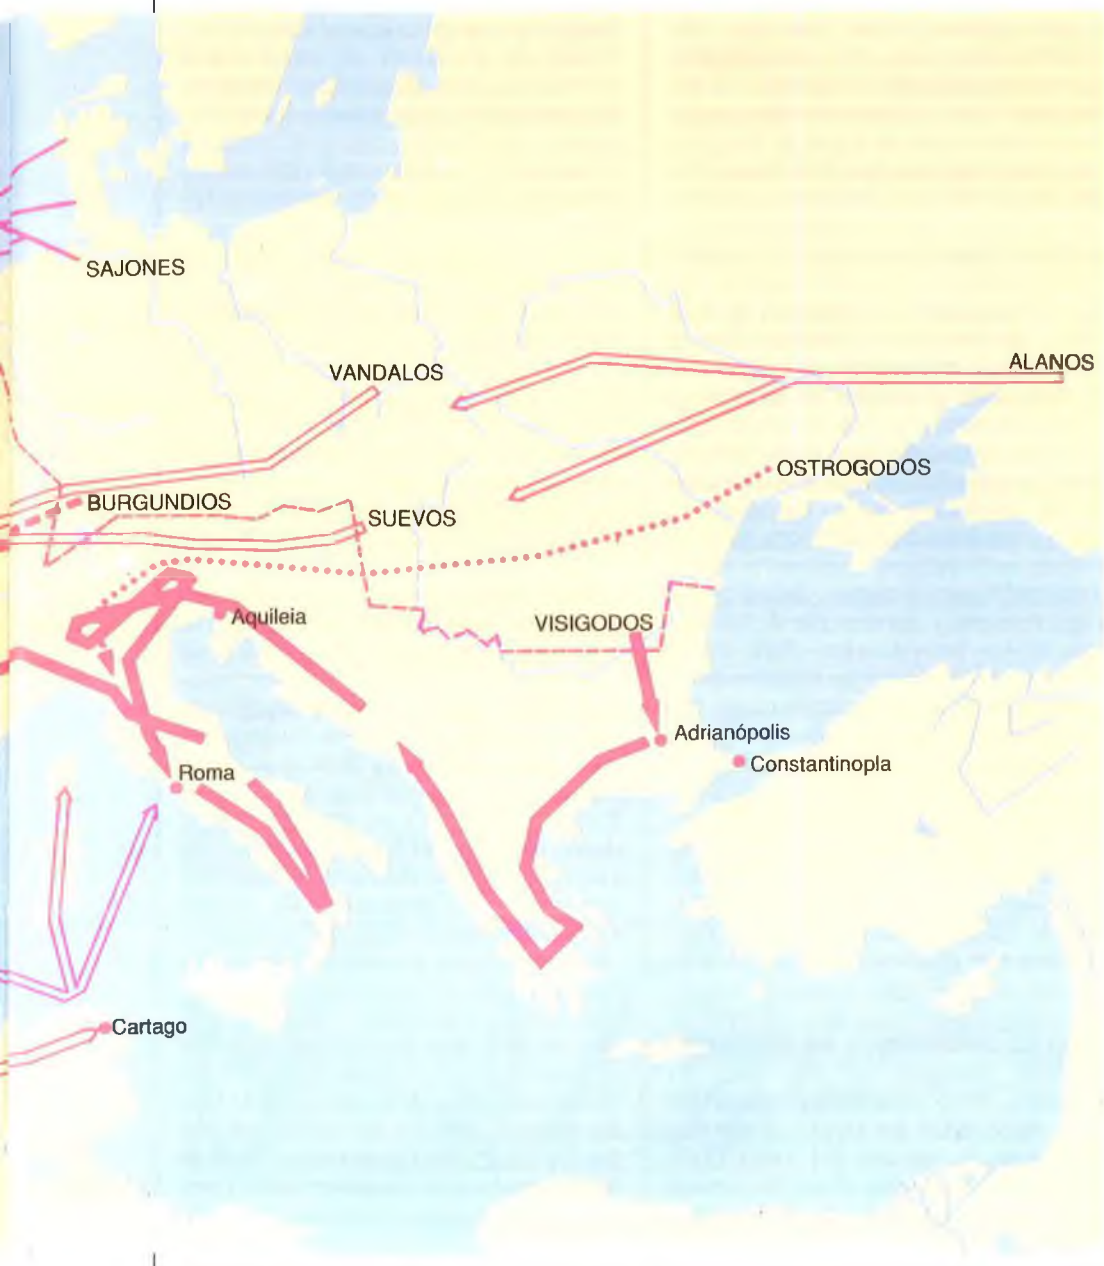 SAJONES
ALANOS
VANDALOS
OSTROGODOS
BURGUNDIOS
SUEVOS
Aquileia
VISIGODOS
Adrianópolis
Constantinopla
Roma
Cartago